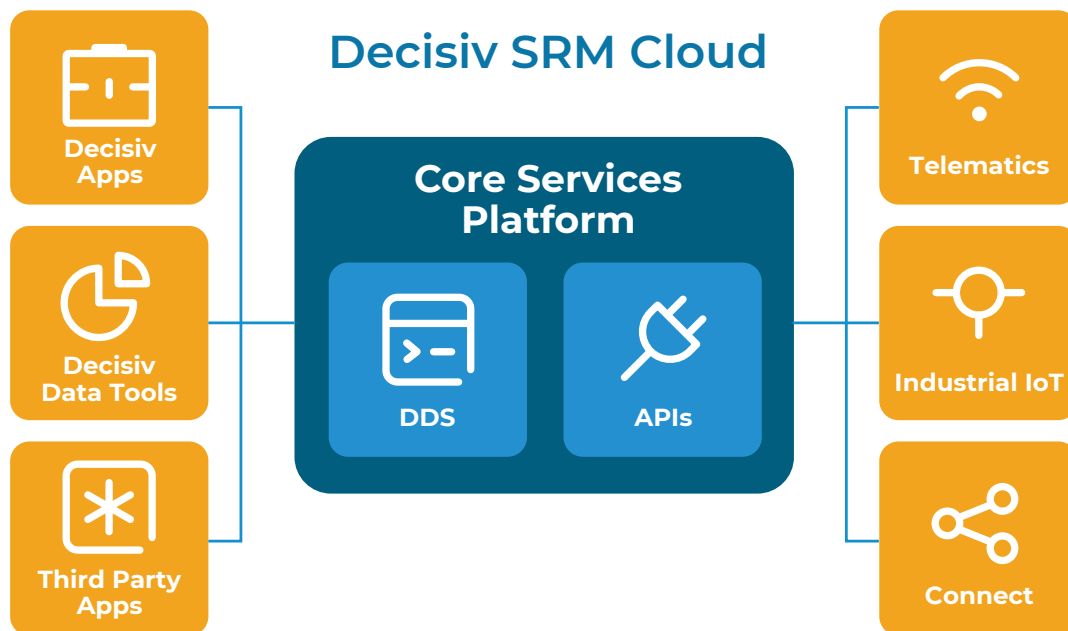 Decisiv SRM Cloud
Decisiv
Apps
Decisiv
Data Tools
Third Party
Apps
Core Services
Platform
DDS
APIs
Telematics
Industrial IoT
Connect